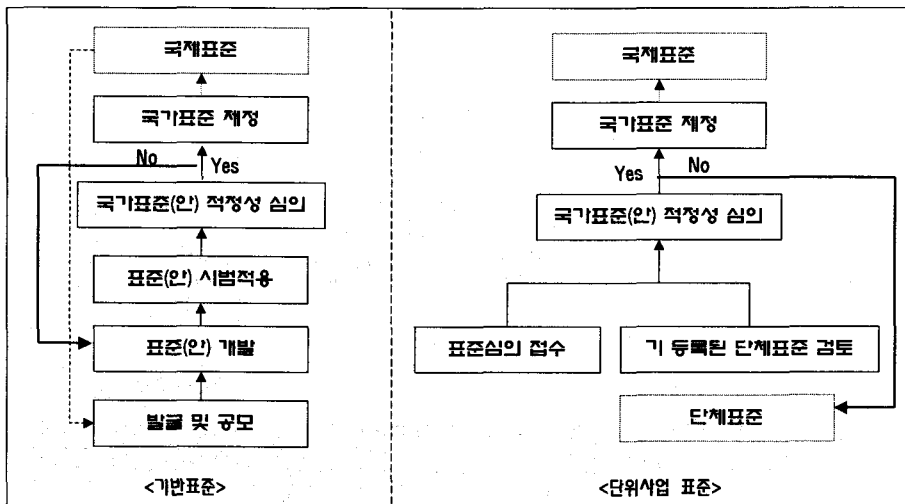 국제표준
국가표준 제정
No
Yes
국가표준(안) 적정성 심의
표준(안) 시범적용
표준(안) 개발
발굴 및 공모
<기반표준>
국제표준
국가표준 제정
Yes
No
국가표준(안) 적정성 심의
표준심의 접수
기 등록된 단체표준 검토
단체표준
<단위사업 표준>